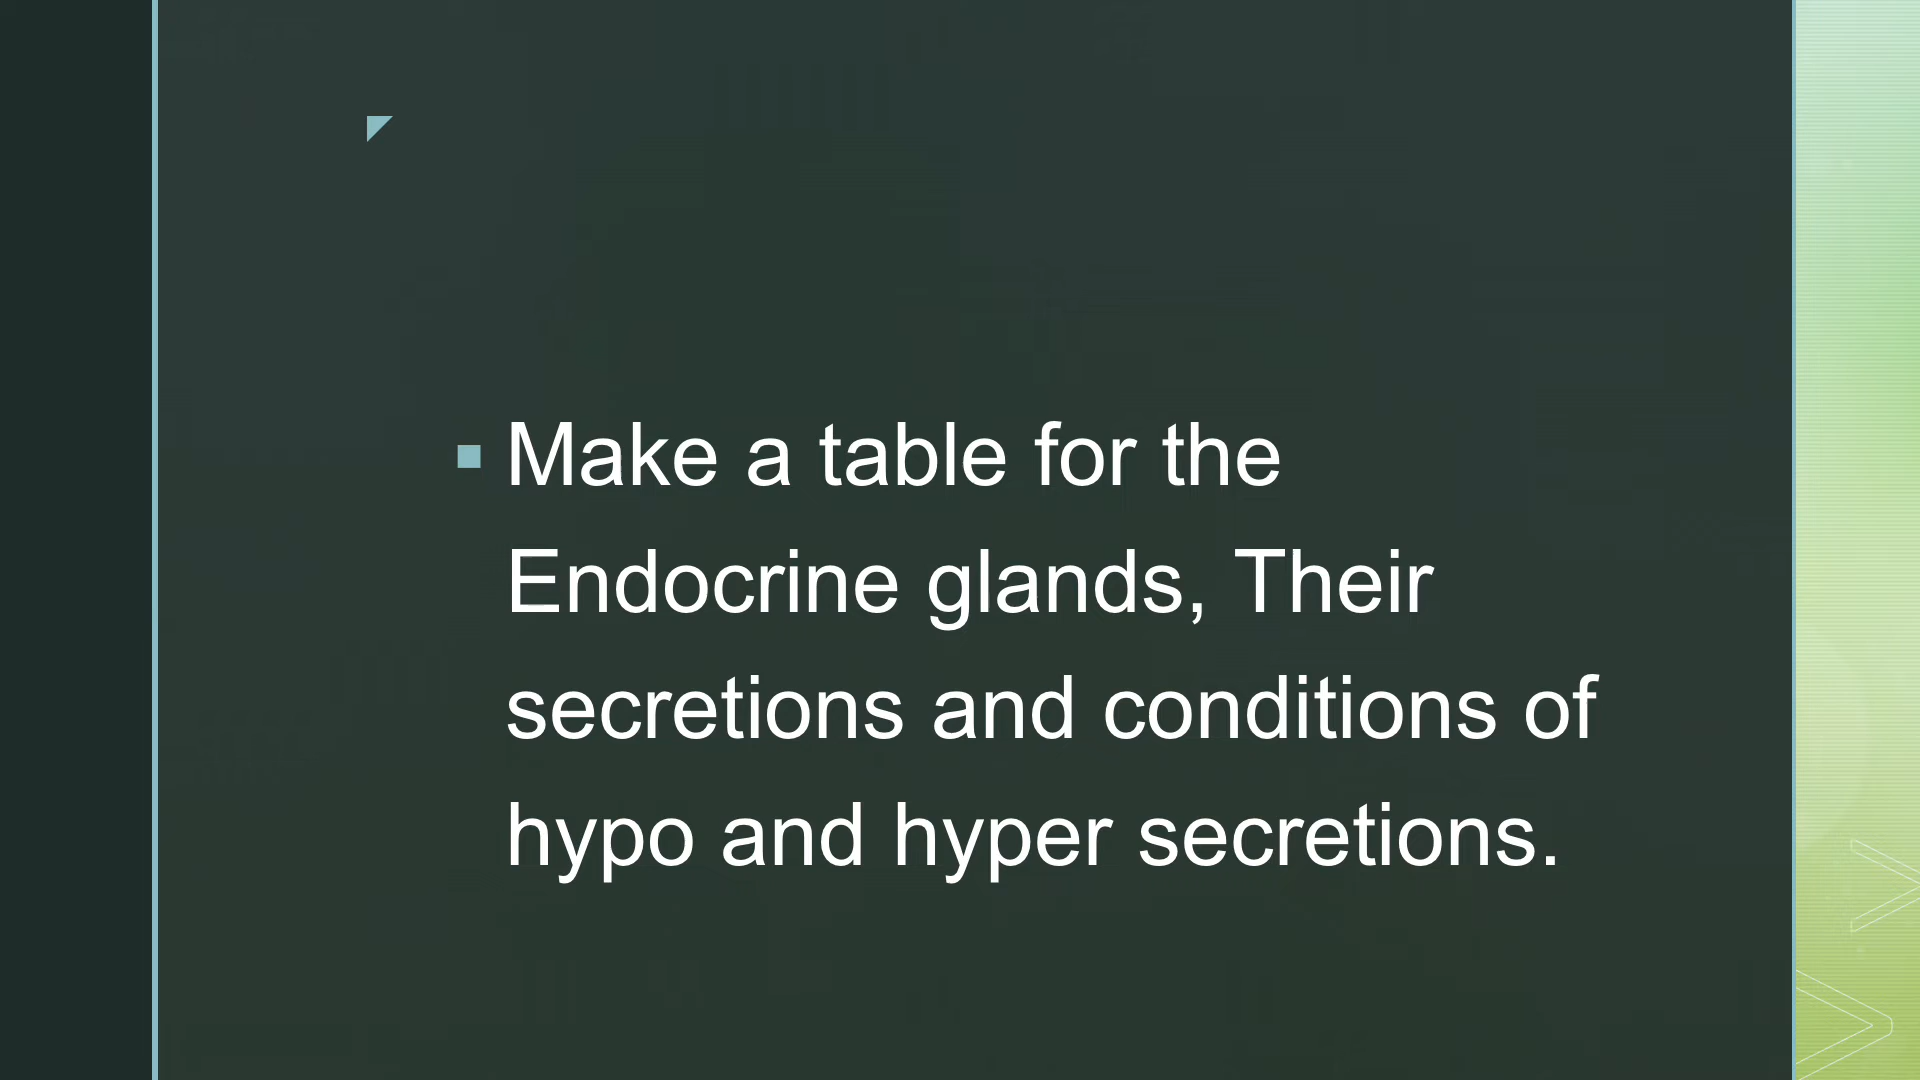 Make a table for the
Endocrine glands, Their
secretions and conditions of
hypo and hyper secretions.